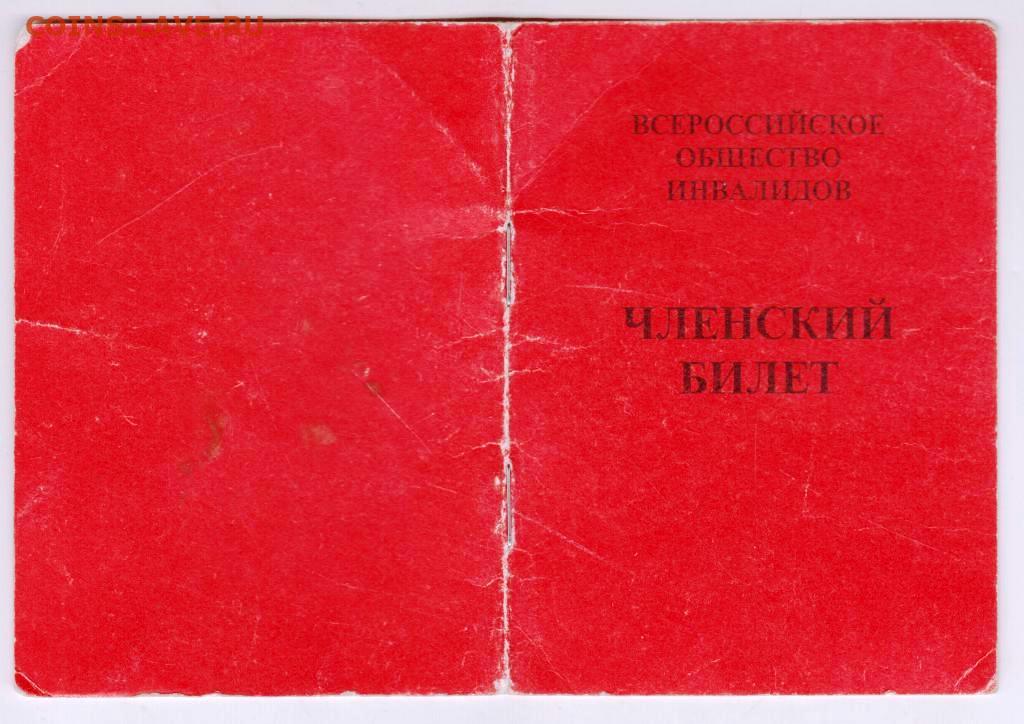 COINS.LAVE.RU
ВСЕРОССИЙСКОЕ
ОБЩЕСТВО
ИНВАЛИДОВ
ЧЛЕНСКИЙ
БИЛЕТ